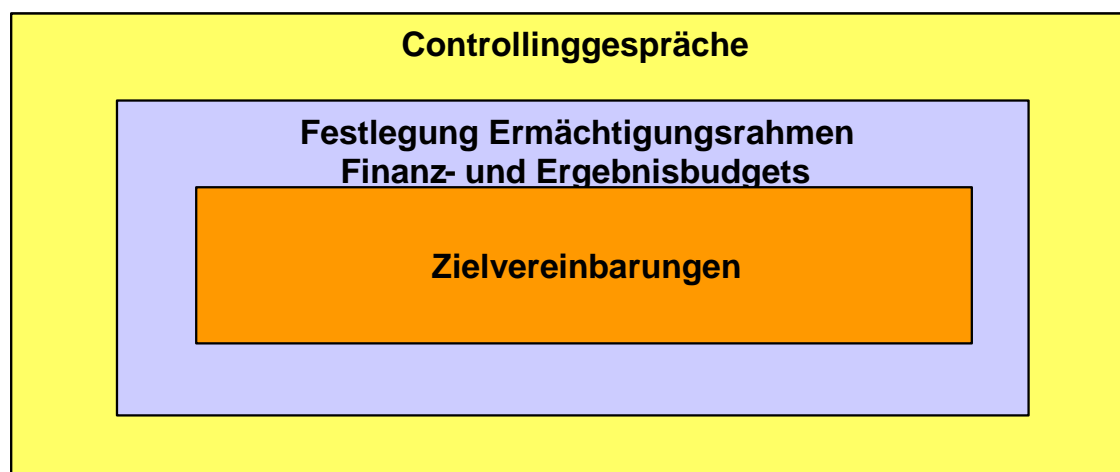 Controllinggespräche
Festlegung Ermächtigungsrahmen
Finanz- und Ergebnisbudgets
Zielvereinbarungen